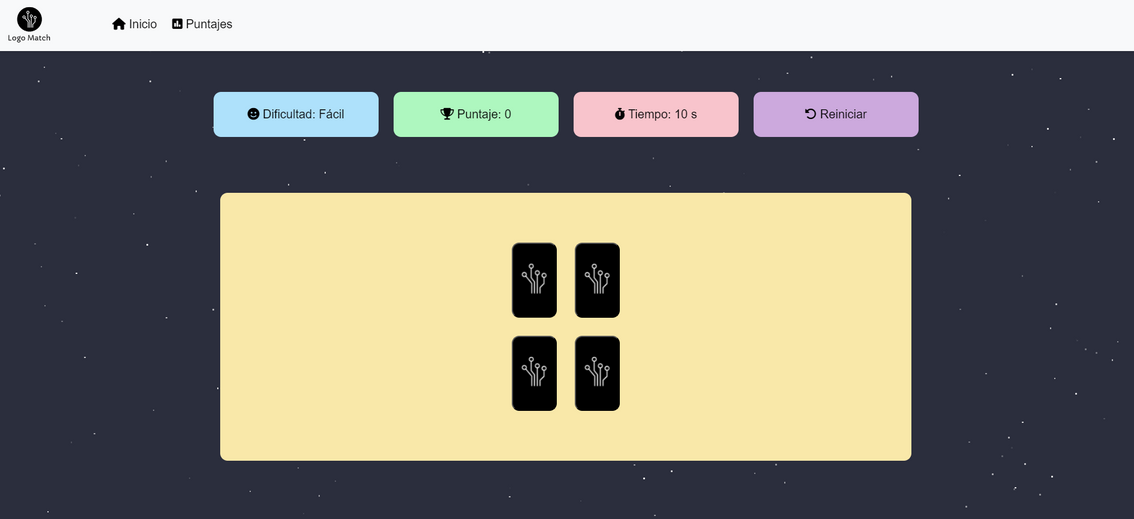 Logo Match
Inicio
Puntajes
Dificultad: Fácil
Puntaje: 0
Tiempo: 10 s
Reiniciar